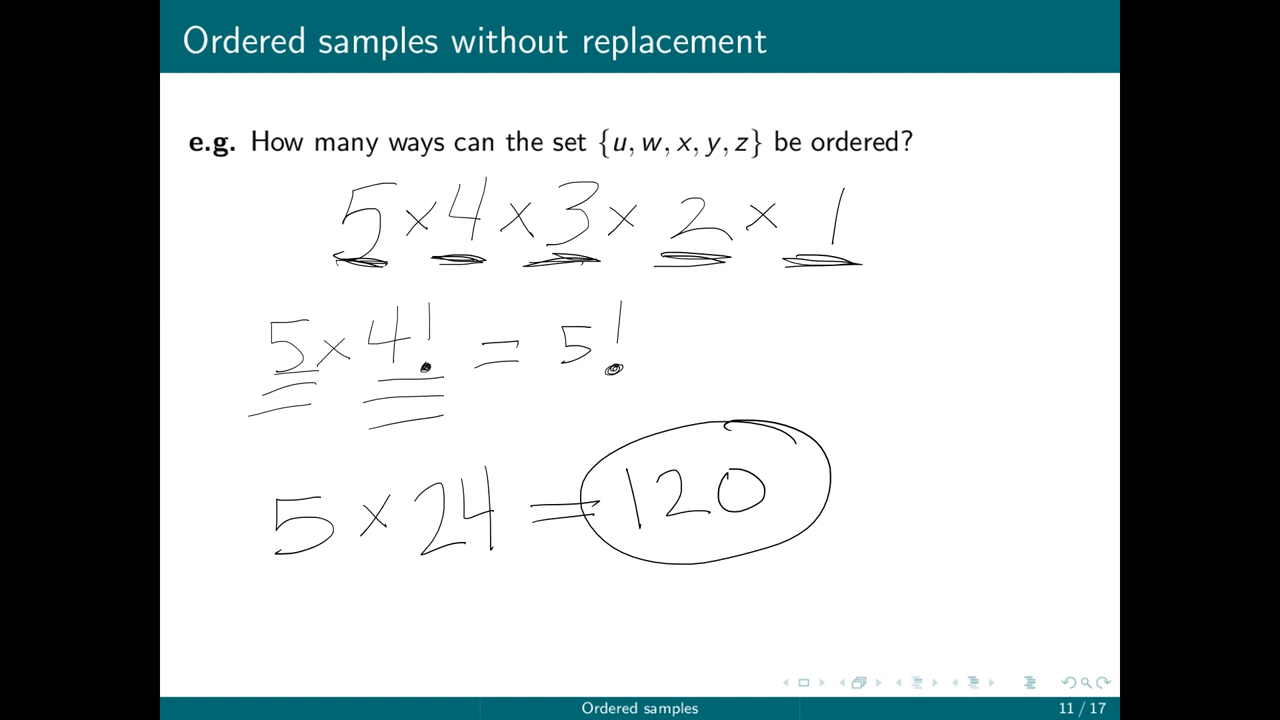 Ordered samples without replacement
e.g. How many ways can the set {u, w, x, y, z} be ordered?
5 × 4 × 3 × 2 × 1
5 × 4! = 5!
5 × 24 = 120
Ordered samples 11 / 17